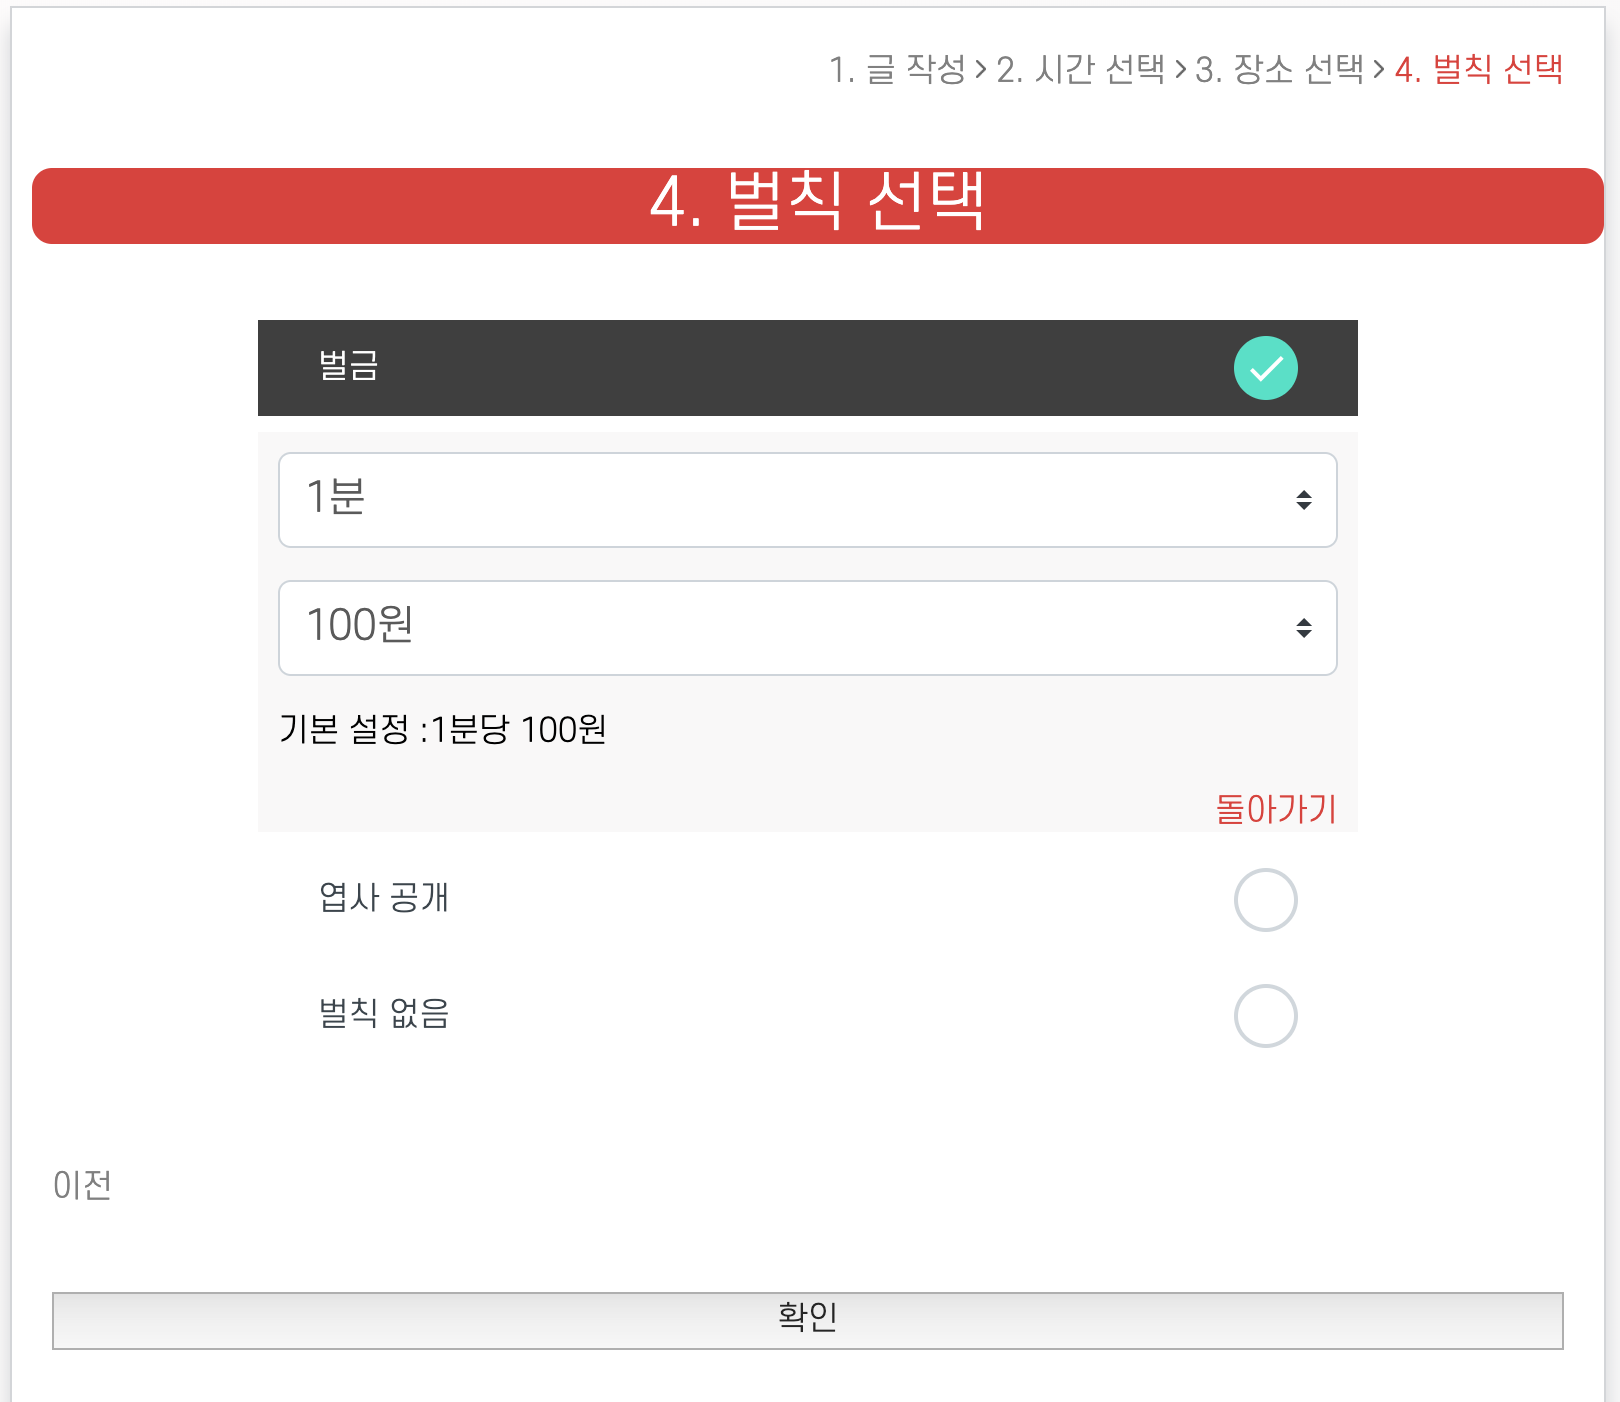 1. 글 작성 > 2. 시간 선택 > 3. 장소 선택 > 4. 벌칙 선택
4. 벌칙 선택
벌금
1분
100원
기본 설정 :1분당 100원
돌아가기
엽사 공개
벌칙 없음
이전
확인